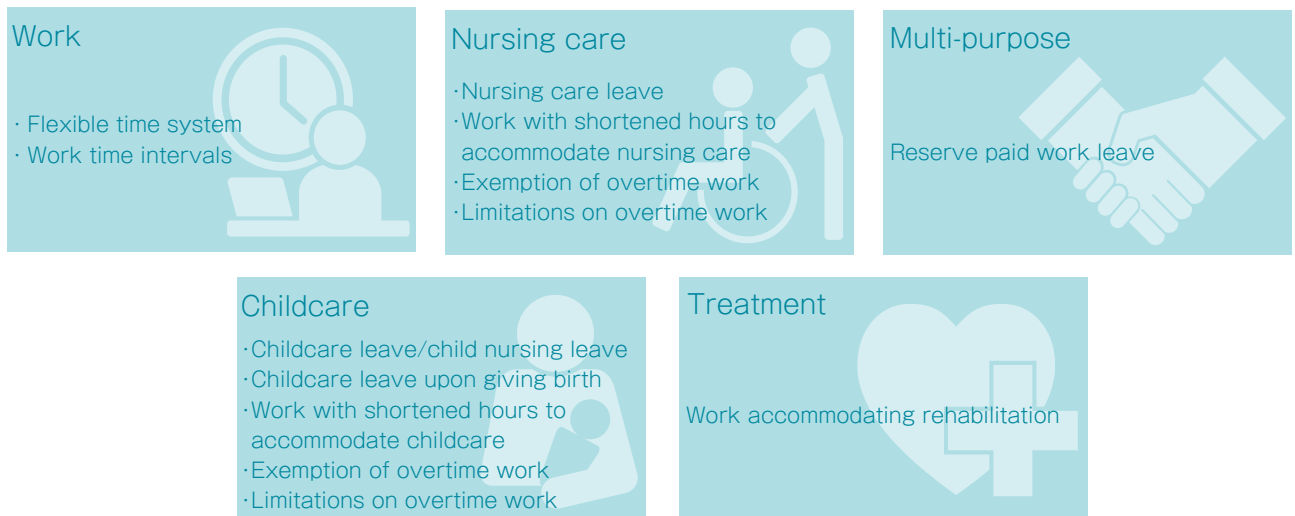 Work
· Flexible time system
· Work time intervals
Nursing care
·Nursing care leave
·Work with shortened hours to
accommodate nursing care
·Exemption of overtime work
·Limitations on overtime work
Multi-purpose
Reserve paid work leave
Childcare
·Childcare leave/child nursing leave
·Childcare leave upon giving birth
·Work with shortened hours to
accommodate childcare
·Exemption of overtime work
·Limitations on overtime work
Treatment
Work accommodating rehabilitation